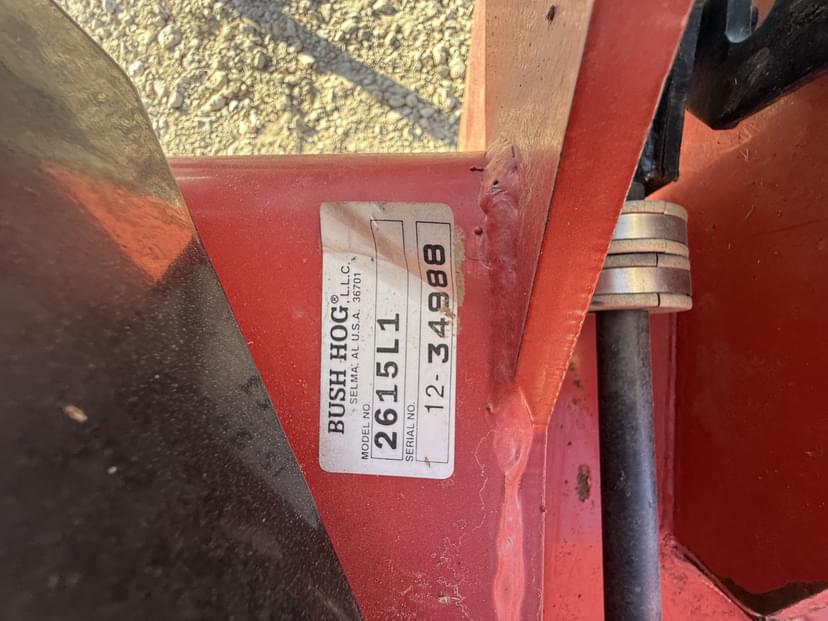 BUSH HOG® L.L.C.
SELMA, AL U.S.A. 36701
MODEL NO.
2615L1
SERIAL NO.
12-34988